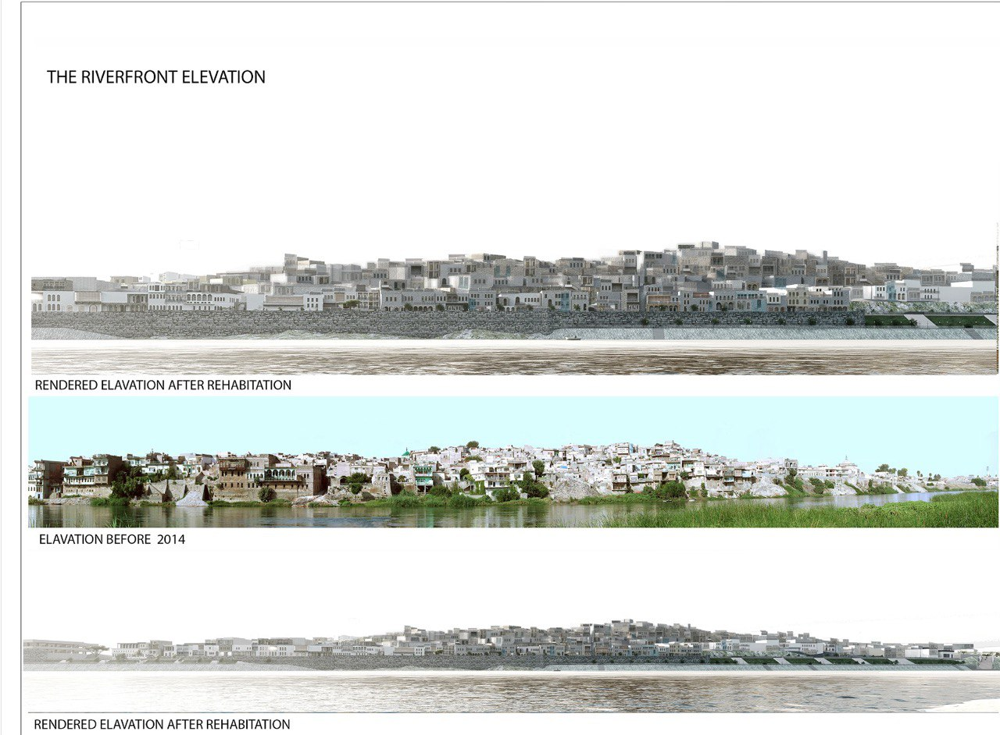 THE RIVERFRONT ELEVATION
RENDERED ELAVATION AFTER REHABITATION
ELAVATION BEFORE 2014
RENDERED ELAVATION AFTER REHABITATION